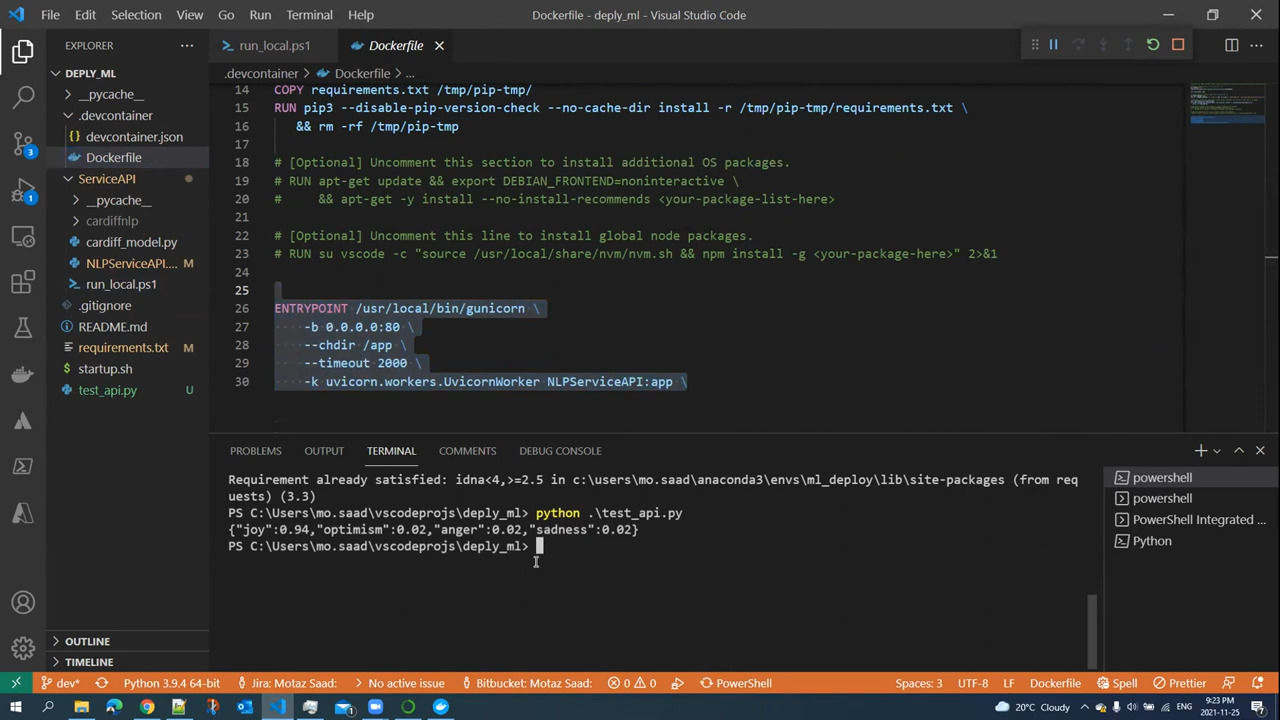 File Edit Selection View Go Run Terminal Help
Dockerfile - deply_ml - Visual Studio Code
EXPLORER
DEPLY_ML
__pycache__
.devcontainer
devcontainer.json
Dockerfile
ServiceAPI
__pycache__
cardiffnlp
cardiff_model.py
NLPServiceAPI.... M
run_local.ps1
.gitignore
README.md
requirements.txt M
startup.sh
test_api.py U
OUTLINE
TIMELINE
3
1
run_local.ps1
Dockerfile
.devcontainer > Dockerfile > ...
14 COPY requirements.txt /tmp/pip-tmp/
15 RUN pip3 --disable-pip-version-check --no-cache-dir install -r /tmp/pip-tmp/requirements.txt \
16 && rm -rf /tmp/pip-tmp
17
18 # [Optional] Uncomment this section to install additional OS packages.
19 # RUN apt-get update && export DEBIAN_FRONTEND=noninteractive \
20 # && apt-get -y install --no-install-recommends <your-package-list-here>
21
22 # [Optional] Uncomment this line to install global node packages.
23 # RUN su vscode -c "source /usr/local/share/nvm/nvm.sh && npm install -g <your-package-here>" 2>&1
24
25
26 ENTRYPOINT /usr/local/bin/gunicorn \
27 -b 0.0.0.0:80 \
28 --chdir /app \
29 --timeout 2000 \
30 -k uvicorn.workers.UvicornWorker NLPServiceAPI:app \
PROBLEMS OUTPUT TERMINAL COMMENTS DEBUG CONSOLE
Requirement already satisfied: idna<4,>=2.5 in c:\users\mo.saad\anaconda3\envs\ml_deploy\lib\site-packages (from req
uests) (3.3)
PS C:\Users\mo.saad\vscodeprojs\deply_ml> python .\test_api.py
{"joy":0.94,"optimism":0.02,"anger":0.02,"sadness":0.02}
PS C:\Users\mo.saad\vscodeprojs\deply_ml>
powershell
powershell
PowerShell Integrated ...
Python
dev* Python 3.9.4 64-bit Jira: Motaz Saad: No active issue Bitbucket: Motaz Saad: 0 0 PowerShell Spaces: 3 UTF-8 LF Dockerfile Spell Prettier
20°C Cloudy ENG 9:23 PM
2021-11-25